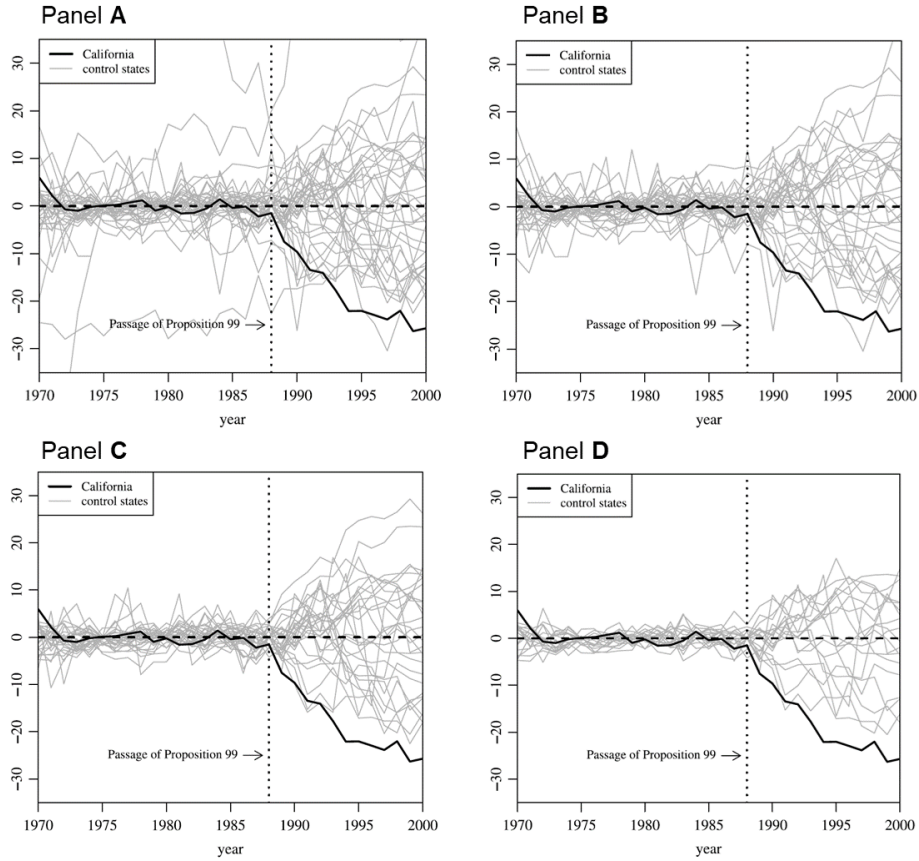 Panel A
California
control states
30
20
10
0
−10
−20
−30
Passage of Proposition 99
1970 1975 1980 1985 1990 1995 2000
year
Panel B
California
control states
30
20
10
0
−10
−20
−30
Passage of Proposition 99
1970 1975 1980 1985 1990 1995 2000
year
Panel C
California
control states
30
20
10
0
−10
−20
−30
Passage of Proposition 99
1970 1975 1980 1985 1990 1995 2000
year
Panel D
California
control states
30
20
10
0
−10
−20
−30
Passage of Proposition 99
1970 1975 1980 1985 1990 1995 2000
year